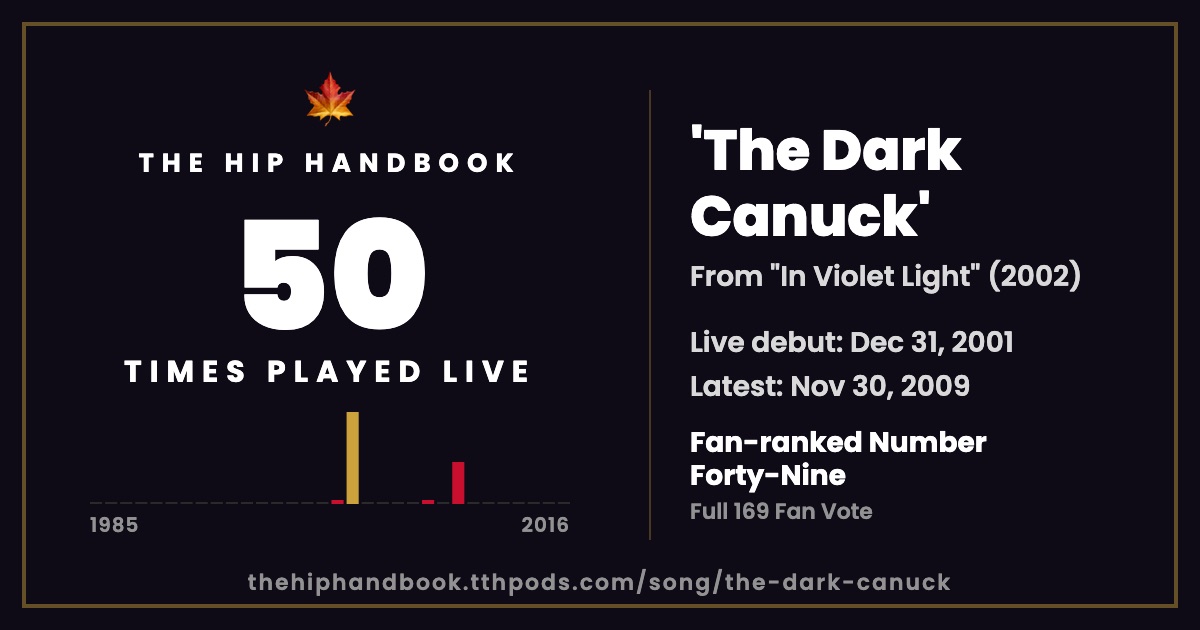 THE HIP HANDBOOK
50
TIMES PLAYED LIVE
1985
2016
'The Dark
Canuck'
From "In Violet Light" (2002)
Live debut: Dec 31, 2001
Latest: Nov 30, 2009
Fan-ranked Number
Forty-Nine
Full 169 Fan Vote
thehiphandbook.tthpods.com/song/the-dark-canuck